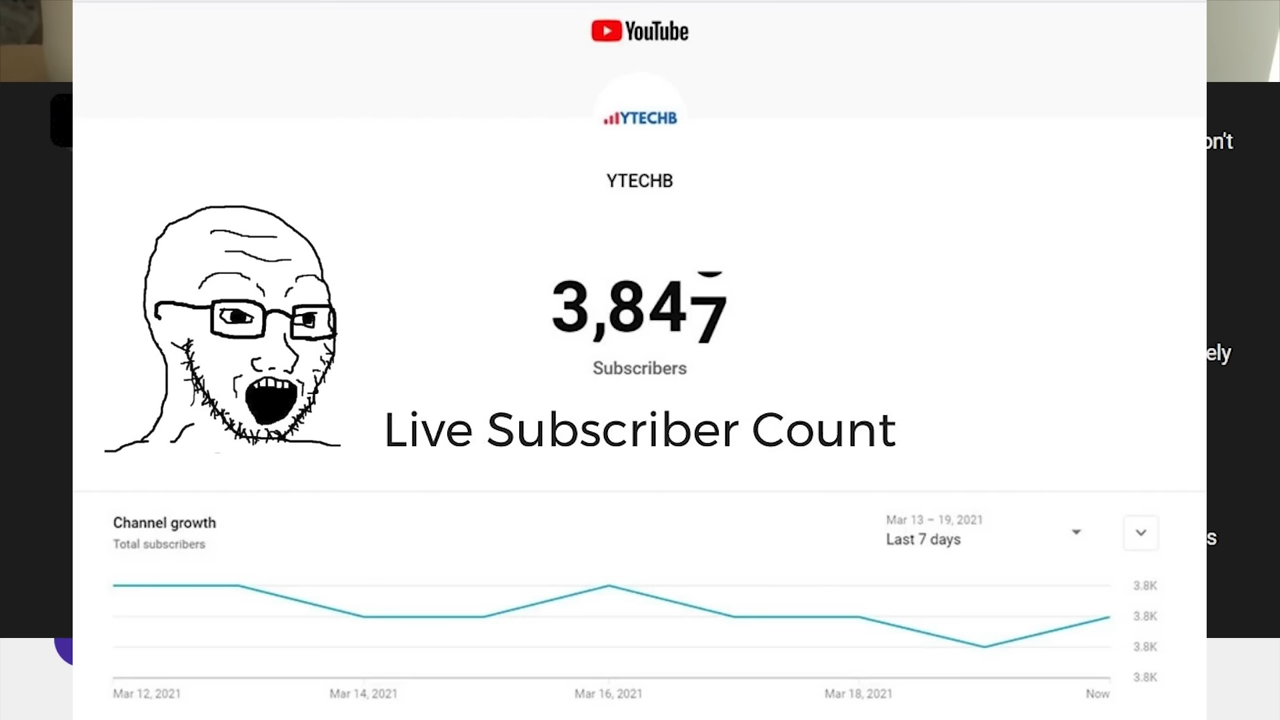 YouTube
YTECHB
YTECHB
3,847
Subscribers
Live Subscriber Count
Channel growth
Total subscribers
Mar 13 – 19, 2021
Last 7 days
3.8K
3.8K
3.8K
3.8K
Mar 12, 2021
Mar 14, 2021
Mar 16, 2021
Mar 18, 2021
Now
on't
ely
s